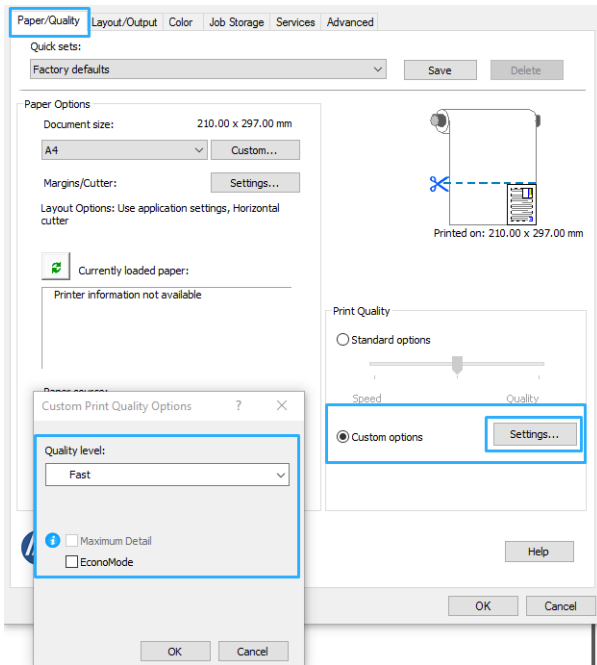 Paper/Quality Layout/Output Color Job Storage Services Advanced
Quick sets:
Factory defaults Save Delete
Paper Options
Document size: 210.00 x 297.00 mm
A4 Custom...
Margins/Cutter: Settings...
Layout Options: Use application settings, Horizontal
cutter
Printed on: 210.00 x 297.00 mm
Currently loaded paper:
Printer information not available
Print Quality
Standard options
Speed Quality
Custom options Settings...
Paper source:
Custom Print Quality Options ? ×
Quality level:
Fast
Maximum Detail
EconoMode
OK Cancel
Help
OK Cancel